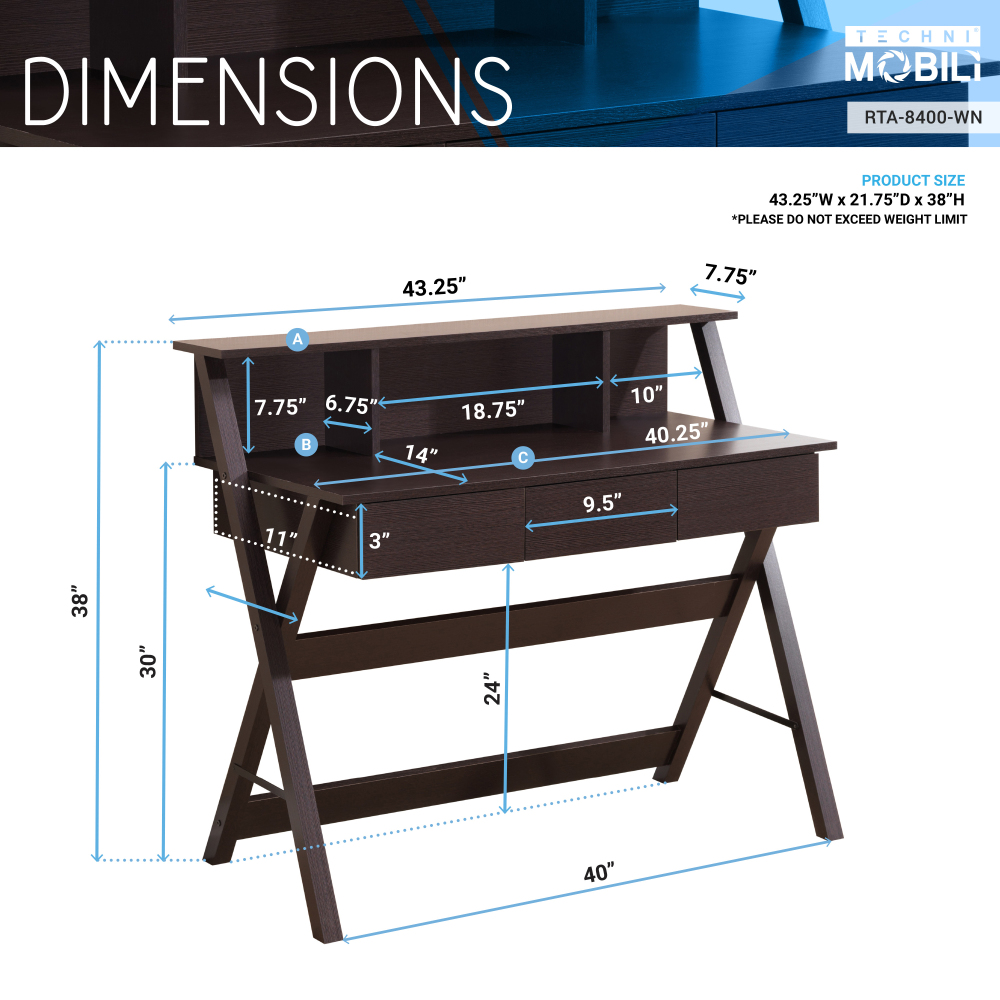 DIMENSIONS
TECHNI
MOBILI
RTA-8400-WN
PRODUCT SIZE
43.25”W x 21.75”D x 38”H
*PLEASE DO NOT EXCEED WEIGHT LIMIT
43.25”
7.75”
A
7.75”
6.75”
18.75”
10”
B
14”
C
40.25”
11”
3”
9.5”
38”
30”
24”
40”